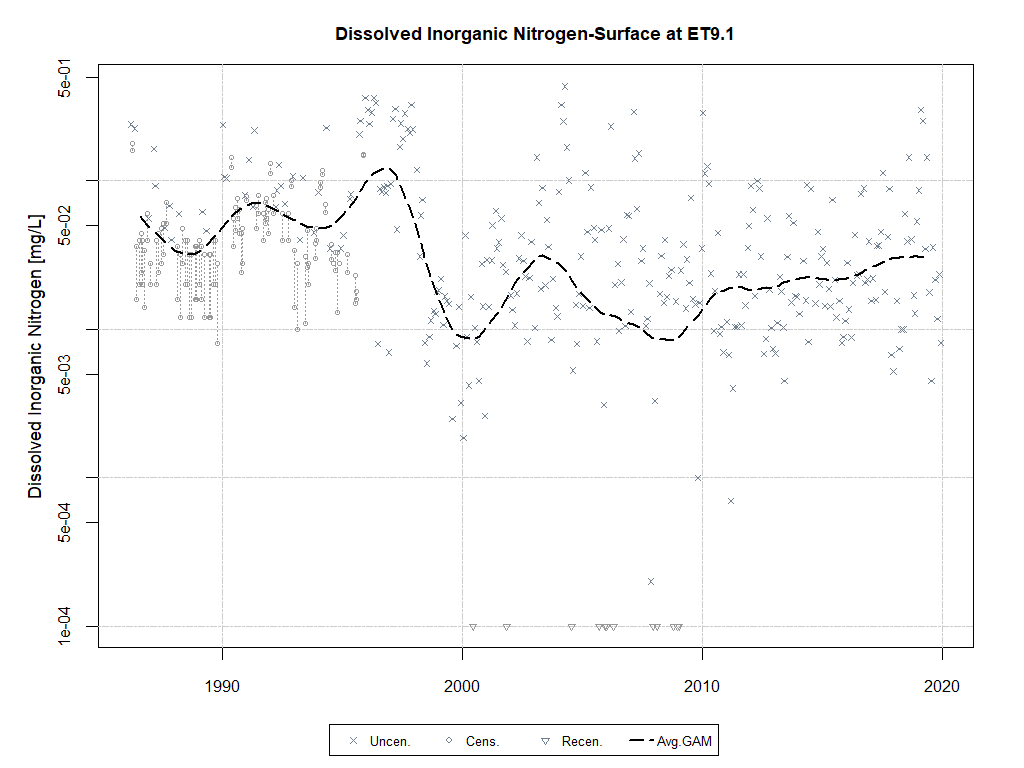 Dissolved Inorganic Nitrogen-Surface at ET9.1
Dissolved Inorganic Nitrogen [mg/L]
5e-01
5e-02
5e-03
5e-04
1e-04
1990
2000
2010
2020
Uncen.
Cens.
Recen.
Avg.GAM